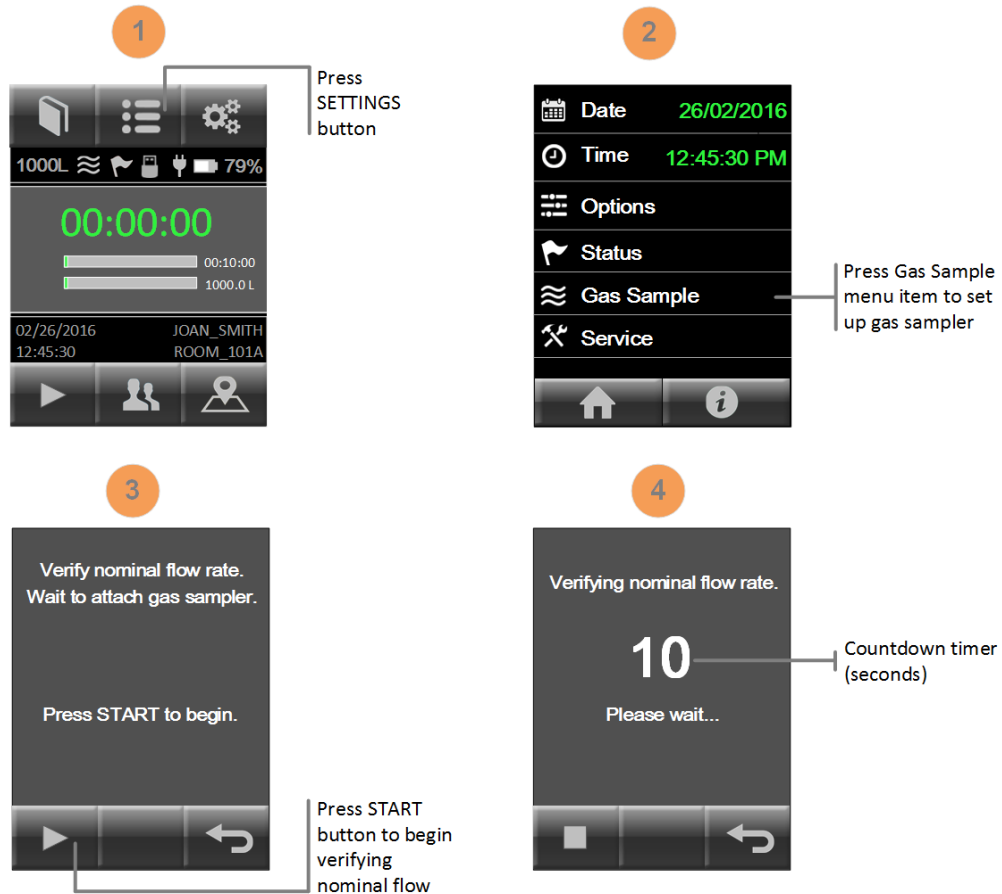 1
Press
SETTINGS
button
1000L 79%
00:00:00
00:10:00
1000.0 L
02/26/2016 JOAN_SMITH
12:45:30 ROOM_101A
2
Date 26/02/2016
Time 12:45:30 PM
Options
Status
Gas Sample
Service
Press Gas Sample
menu item to set
up gas sampler
3
Verify nominal flow rate.
Wait to attach gas sampler.
Press START to begin.
Press START
button to begin
verifying
nominal flow
4
Verifying nominal flow rate.
10
Please wait...
Countdown timer
(seconds)